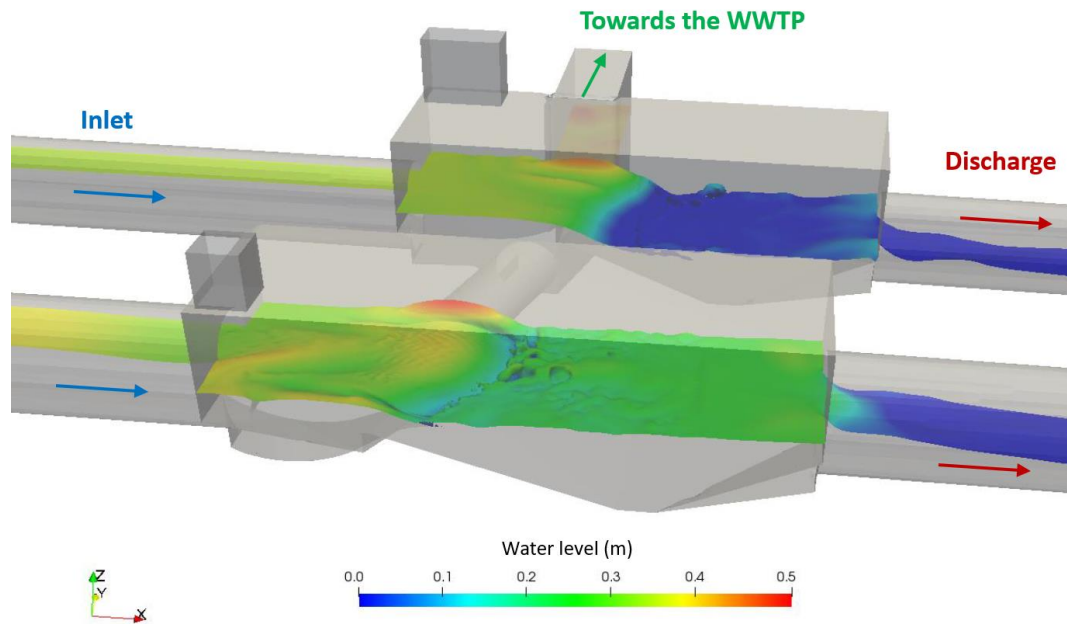 Towards the WWTP
Inlet
Discharge
Water level (m)
0.0 0.1 0.2 0.3 0.4 0.5
Z
Y
X